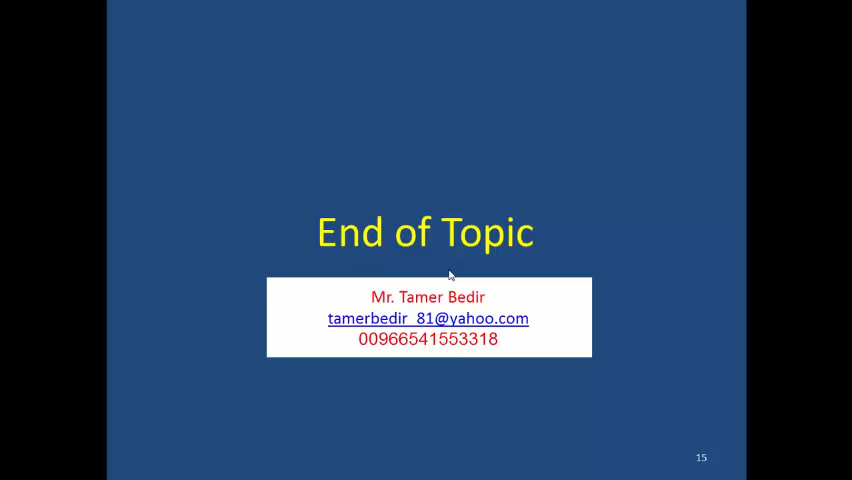 End of Topic
Mr. Tamer Bedir
tamerbedir_81@yahoo.com
00966541553318
15